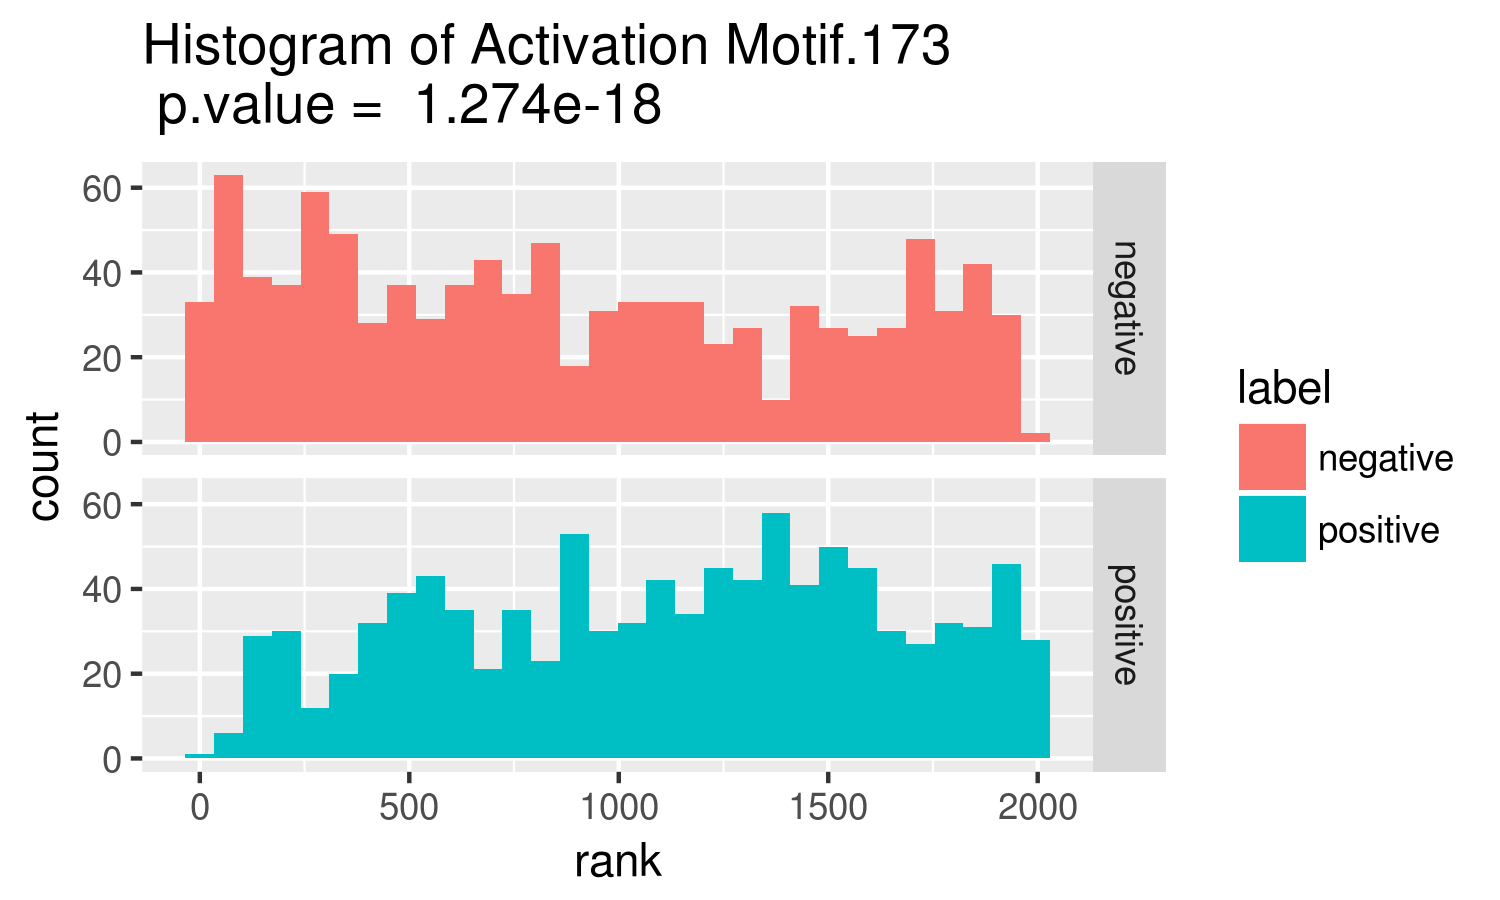 Histogram of Activation Motif.173
p.value = 1.274e-18
60
40
20
0
negative
count
60
40
20
0
positive
0 500 1000 1500 2000
rank
label
negative
positive